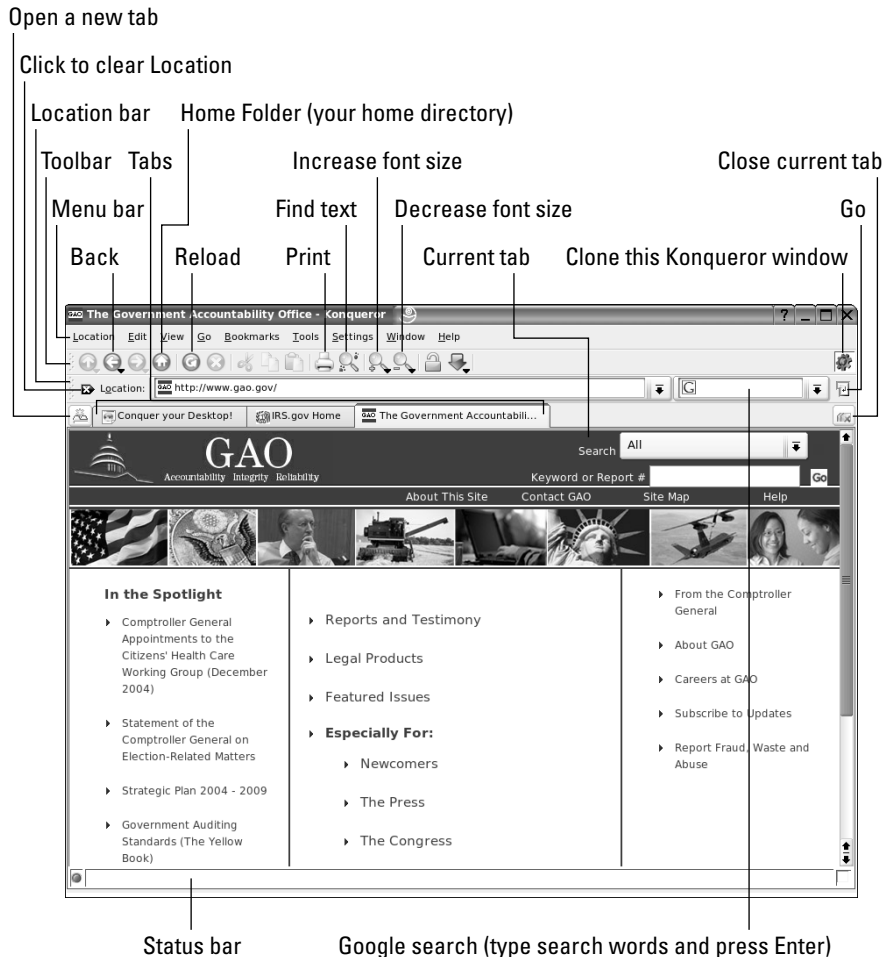 Open a new tab
Click to clear Location
Location bar Home Folder (your home directory)
Toolbar Tabs Increase font size Close current tab
Menu bar Find text Decrease font size Go
Back Reload Print Current tab Clone this Konqueror window
GAO The Government Accountability Office - Konqueror
Location Edit View Go Bookmarks Tools Settings Window Help
Location: GAO http://www.gao.gov/ G
Conquer your Desktop! IRS.gov Home GAO The Government Accountabili...
GAO
Accountability Integrity Reliability
Search All
Keyword or Report # Go
About This Site Contact GAO Site Map Help
In the Spotlight
Comptroller General
Appointments to the
Citizens' Health Care
Working Group (December
2004)
Statement of the
Comptroller General on
Election-Related Matters
Strategic Plan 2004 - 2009
Government Auditing
Standards (The Yellow
Book)
Reports and Testimony
Legal Products
Featured Issues
Especially For:
Newcomers
The Press
The Congress
From the Comptroller
General
About GAO
Careers at GAO
Subscribe to Updates
Report Fraud, Waste and
Abuse
Status bar Google search (type search words and press Enter)